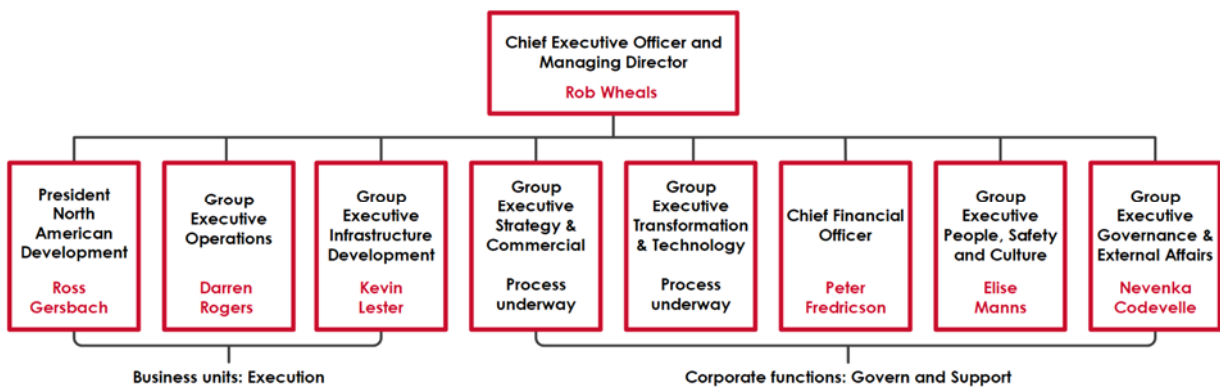 Chief Executive Officer and
Managing Director
Rob Wheals
President
North
American
Development
Ross
Gersbach
Group
Executive
Operations
Darren
Rogers
Group
Executive
Infrastructure
Development
Kevin
Lester
Group
Executive
Strategy &
Commercial
Process
underway
Group
Executive
Transformation
& Technology
Process
underway
Chief Financial
Officer
Peter
Fredricson
Group
Executive
People, Safety
and Culture
Elise
Manns
Group
Executive
Governance &
External Affairs
Nevenka
Codevelle
Business units: Execution
Corporate functions: Govern and Support